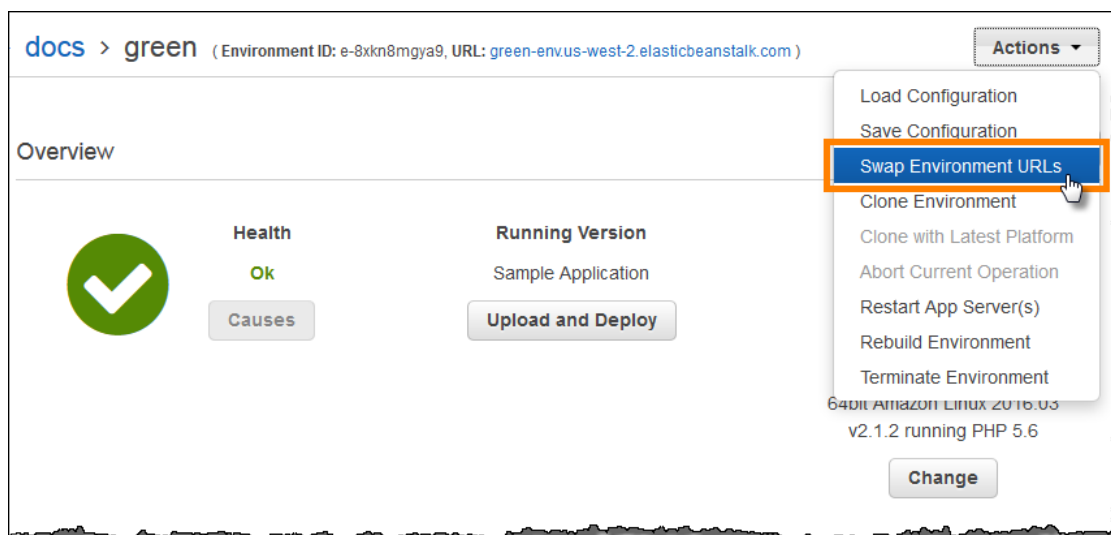 docs > green ( Environment ID: e-8xkn8mgya9, URL: green-env.us-west-2.elasticbeanstalk.com )
Actions
Load Configuration
Save Configuration
Swap Environment URLs
Clone Environment
Clone with Latest Platform
Abort Current Operation
Restart App Server(s)
Rebuild Environment
Terminate Environment
Overview
Health
Ok
Causes
Running Version
Sample Application
Upload and Deploy
64bit Amazon Linux 2016.03
v2.1.2 running PHP 5.6
Change